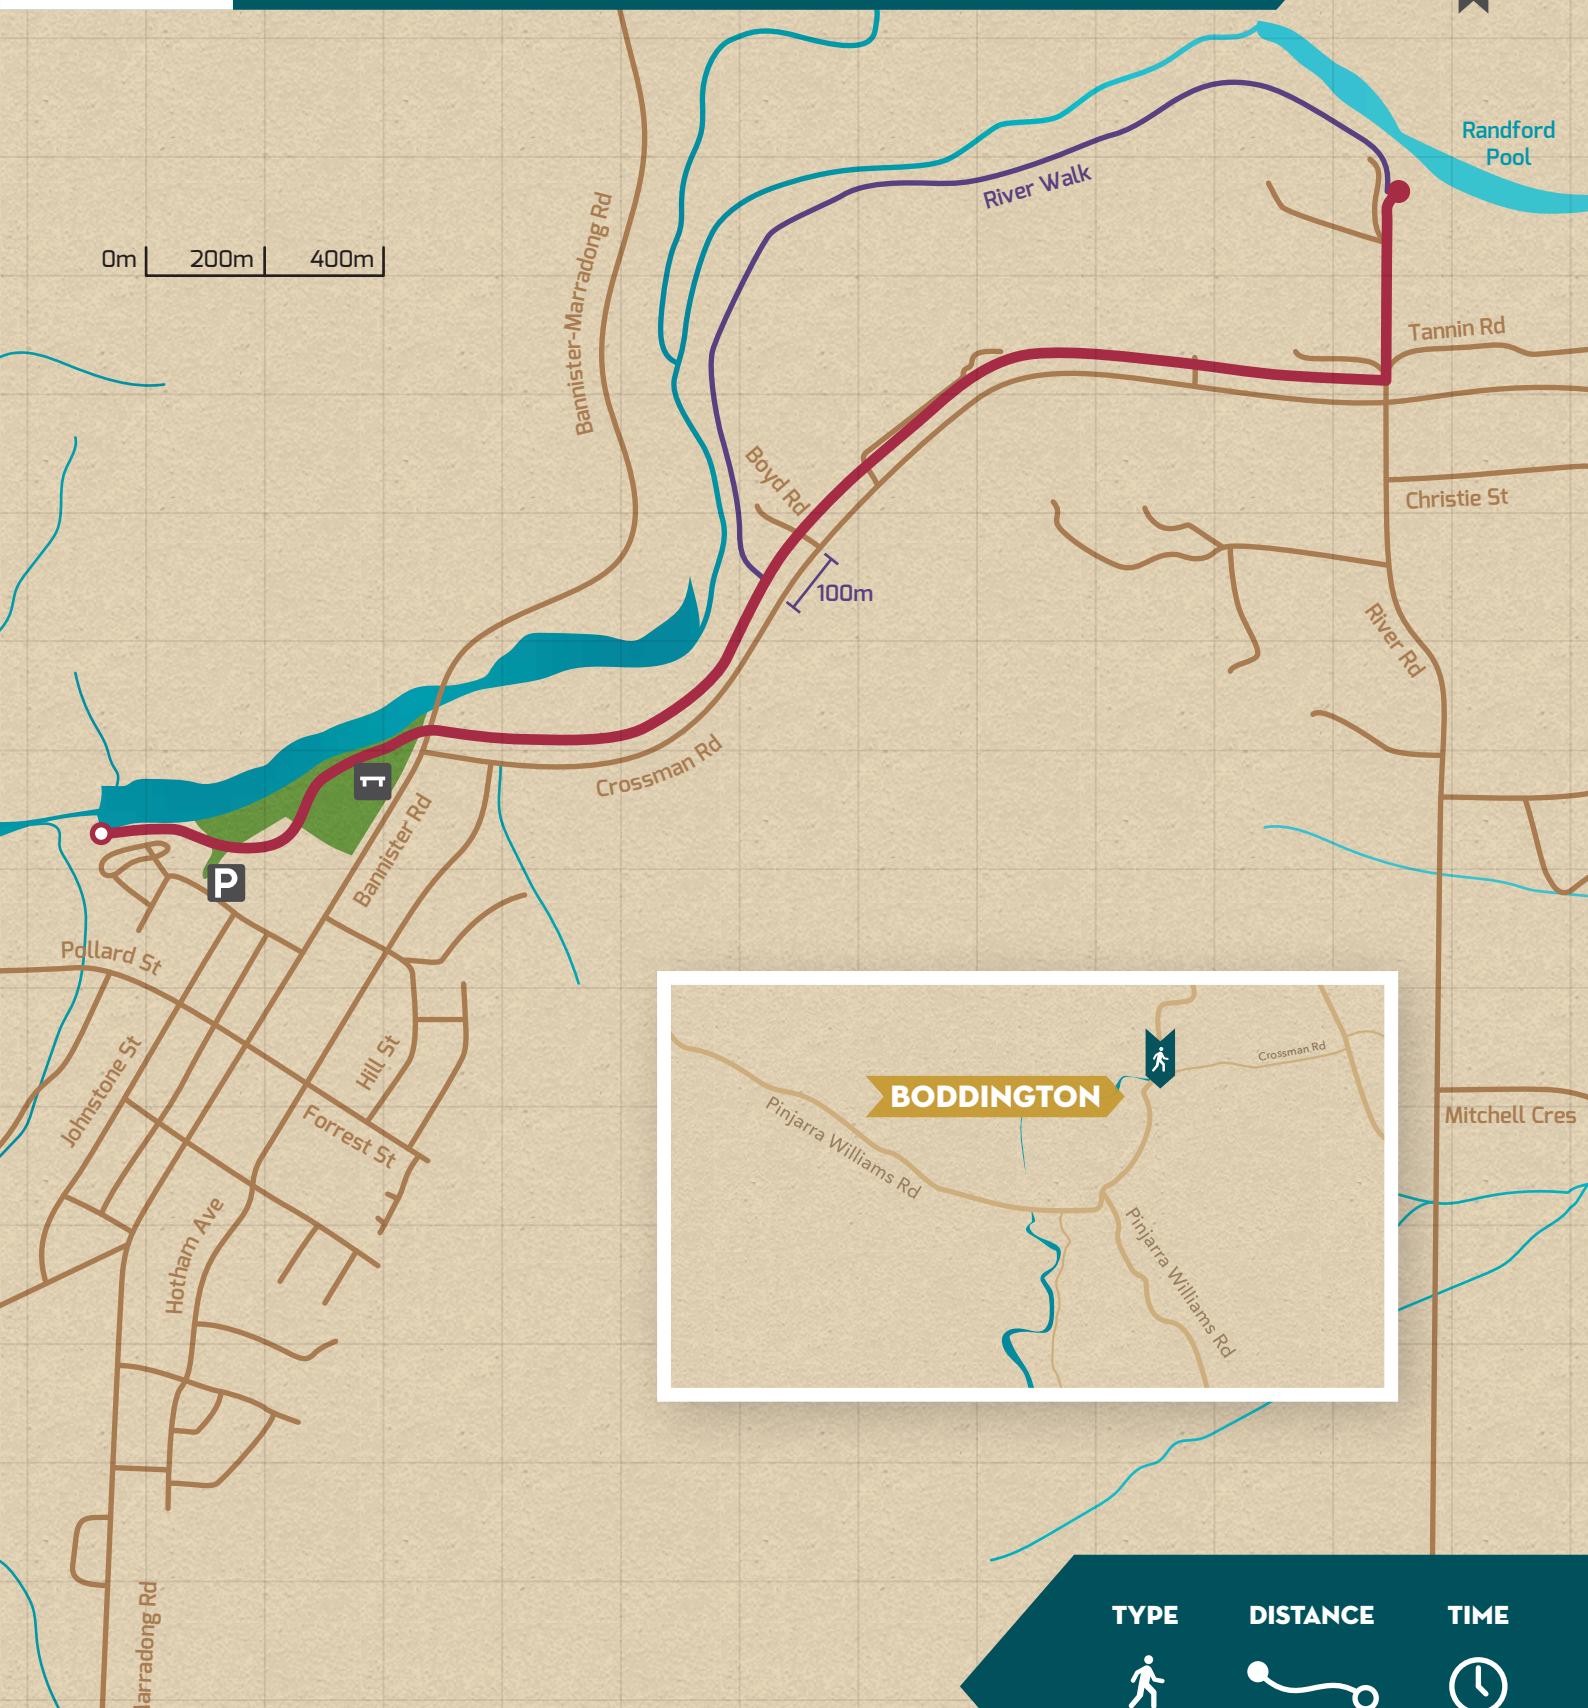 Randford
Pool
River Walk
Bannister-Marradong Rd
0m 200m 400m
Tannin Rd
Boyd Rd
Christie St
100m
River Rd
Crossman Rd
Bannister Rd
P
Pollard St
Johnstone St
Hill St
Forrest St
Hotham Ave
Crossman Rd
BODDINGTON
Pinjarra Williams Rd
Pinjarra Williams Rd
Mitchell Cres
arradong Rd
TYPE DISTANCE TIME